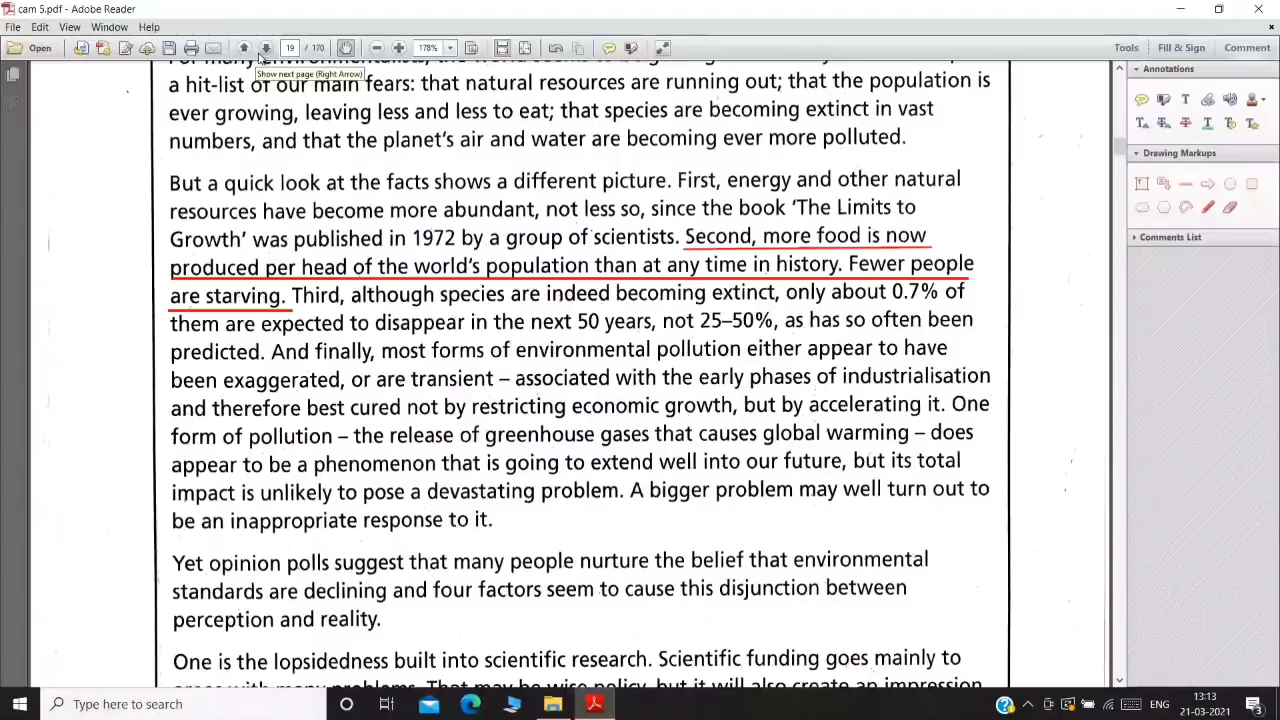 cam 5.pdf - Adobe Reader
File Edit View Window Help
Open 19 / 170 178% Tools Fill & Sign Comment
Show next page (Right Arrow)
a hit-list of our main fears: that natural resources are running out; that the population is
ever growing, leaving less and less to eat; that species are becoming extinct in vast
numbers, and that the planet's air and water are becoming ever more polluted.
But a quick look at the facts shows a different picture. First, energy and other natural
resources have become more abundant, not less so, since the book 'The Limits to
Growth' was published in 1972 by a group of scientists. Second, more food is now
produced per head of the world's population than at any time in history. Fewer people
are starving. Third, although species are indeed becoming extinct, only about 0.7% of
them are expected to disappear in the next 50 years, not 25–50%, as has so often been
predicted. And finally, most forms of environmental pollution either appear to have
been exaggerated, or are transient – associated with the early phases of industrialisation
and therefore best cured not by restricting economic growth, but by accelerating it. One
form of pollution – the release of greenhouse gases that causes global warming – does
appear to be a phenomenon that is going to extend well into our future, but its total
impact is unlikely to pose a devastating problem. A bigger problem may well turn out to
be an inappropriate response to it.
Yet opinion polls suggest that many people nurture the belief that environmental
standards are declining and four factors seem to cause this disjunction between
perception and reality.
One is the lopsidedness built into scientific research. Scientific funding goes mainly to
Annotations
Drawing Markups
Comments List
Type here to search
ENG
13:13
21-03-2021